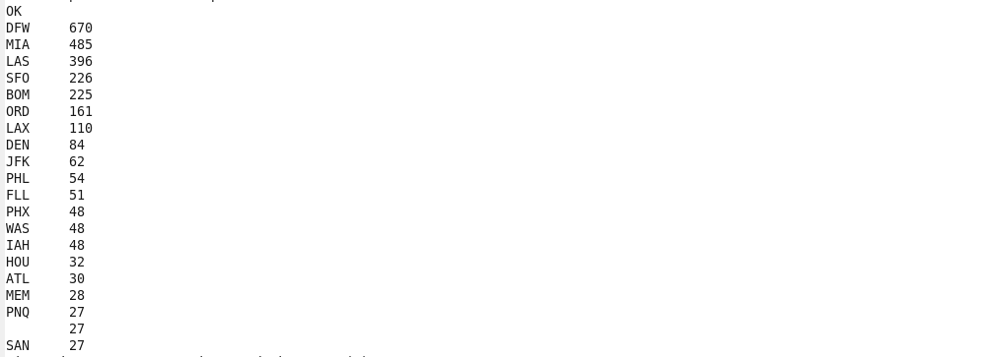 OK
DFW 670
MIA 485
LAS 396
SFO 226
BOM 225
ORD 161
LAX 110
DEN 84
JFK 62
PHL 54
FLL 51
PHX 48
WAS 48
IAH 48
HOU 32
ATL 30
MEM 28
PNQ 27
27
SAN 27